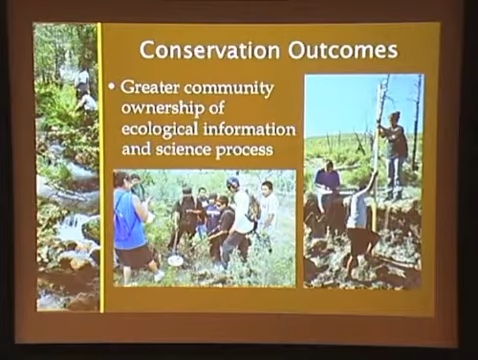 Conservation Outcomes
• Greater community
ownership of
ecological information
and science process